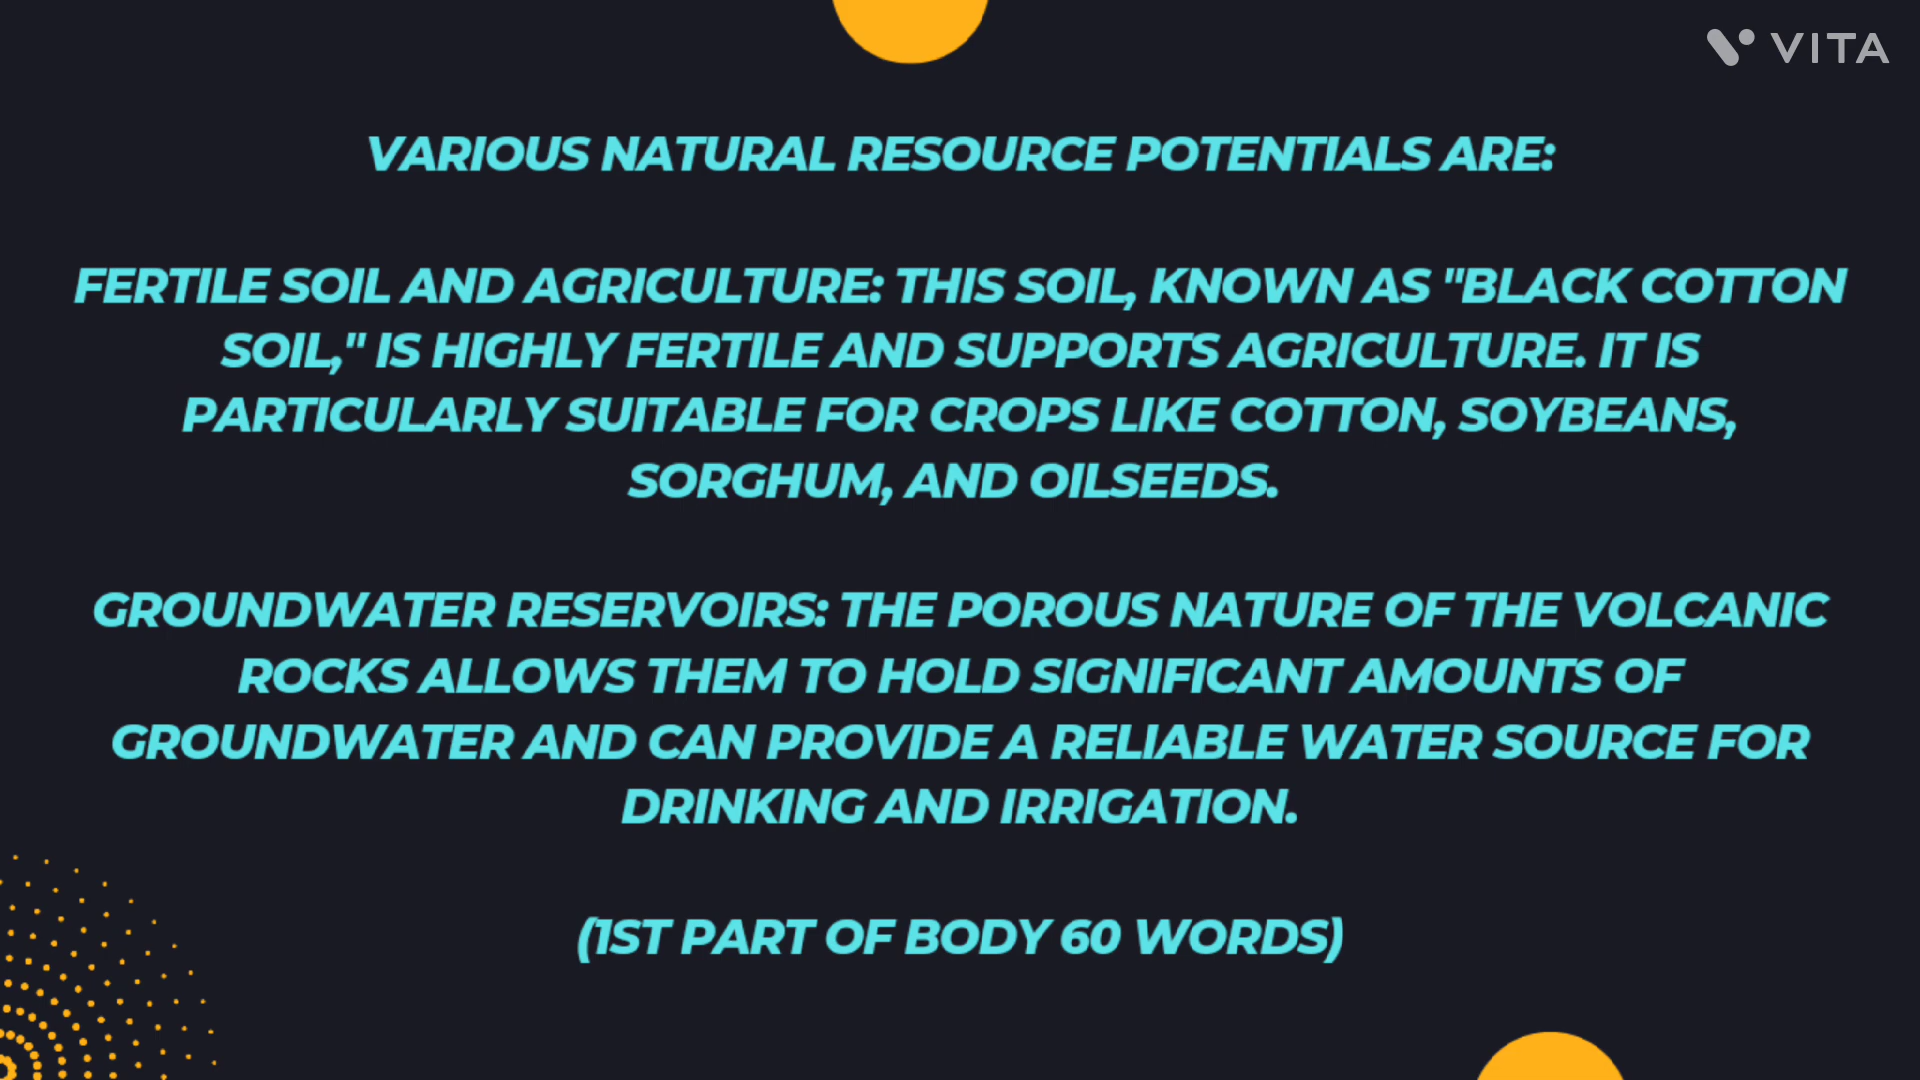 VITA
VARIOUS NATURAL RESOURCE POTENTIALS ARE:
FERTILE SOIL AND AGRICULTURE: THIS SOIL, KNOWN AS "BLACK COTTON
SOIL," IS HIGHLY FERTILE AND SUPPORTS AGRICULTURE. IT IS
PARTICULARLY SUITABLE FOR CROPS LIKE COTTON, SOYBEANS,
SORGHUM, AND OILSEEDS.
GROUNDWATER RESERVOIRS: THE POROUS NATURE OF THE VOLCANIC
ROCKS ALLOWS THEM TO HOLD SIGNIFICANT AMOUNTS OF
GROUNDWATER AND CAN PROVIDE A RELIABLE WATER SOURCE FOR
DRINKING AND IRRIGATION.
(1ST PART OF BODY 60 WORDS)